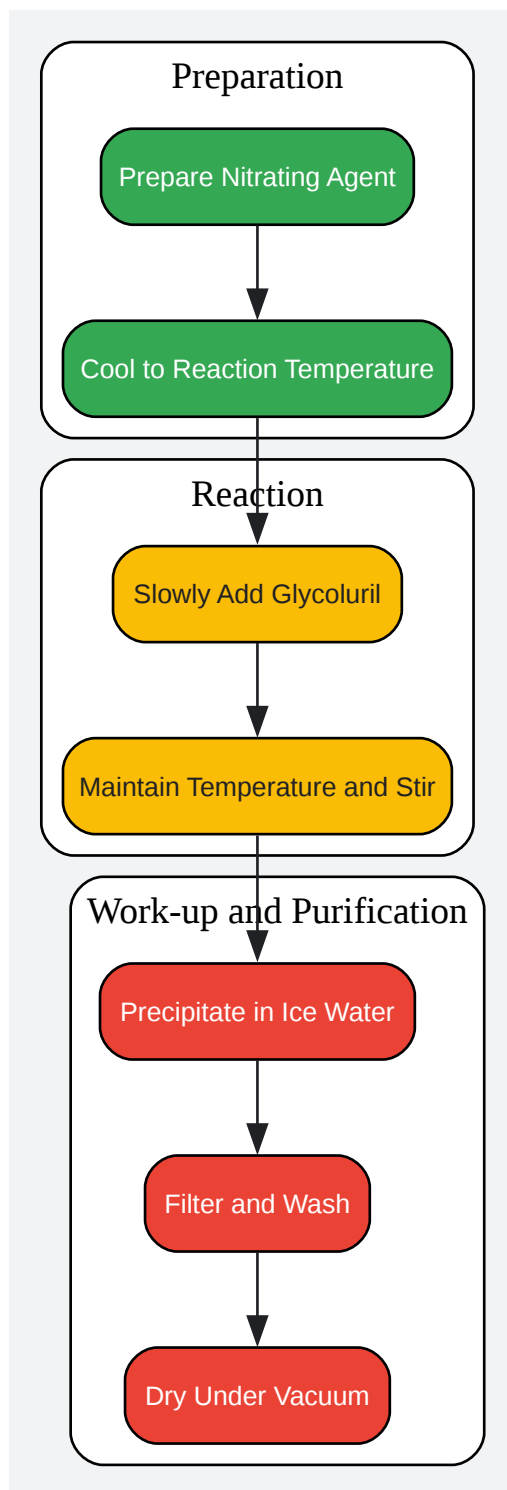 Preparation
Prepare Nitrating Agent
Cool to Reaction Temperature
Reaction
Slowly Add Glycoluril
Maintain Temperature and Stir
Work-up and Purification
Precipitate in Ice Water
Filter and Wash
Dry Under Vacuum